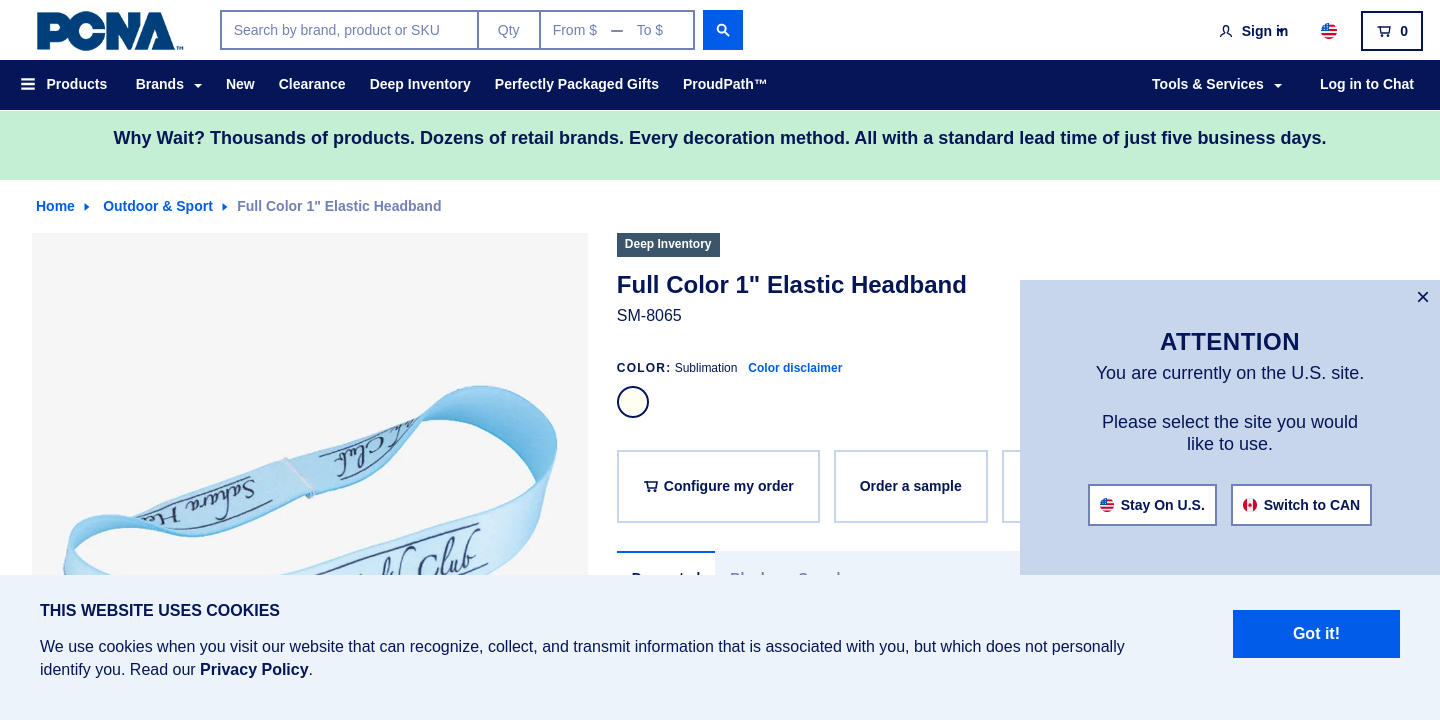 PCNA™
Search by brand, product or SKU
Qty
From $ — To $
Sign in
0
Products
Brands
New
Clearance
Deep Inventory
Perfectly Packaged Gifts
ProudPath™
Tools & Services
Log in to Chat
Why Wait? Thousands of products. Dozens of retail brands. Every decoration method. All with a standard lead time of just five business days.
Home
Outdoor & Sport
Full Color 1" Elastic Headband
Deep Inventory
Full Color 1" Elastic Headband
SM-8065
COLOR: Sublimation Color disclaimer
Configure my order
Order a sample
Sahara
Club
Club
×
ATTENTION
You are currently on the U.S. site.
Please select the site you would
like to use.
Stay On U.S.
Switch to CAN
THIS WEBSITE USES COOKIES
We use cookies when you visit our website that can recognize, collect, and transmit information that is associated with you, but which does not personally
identify you. Read our Privacy Policy.
Got it!